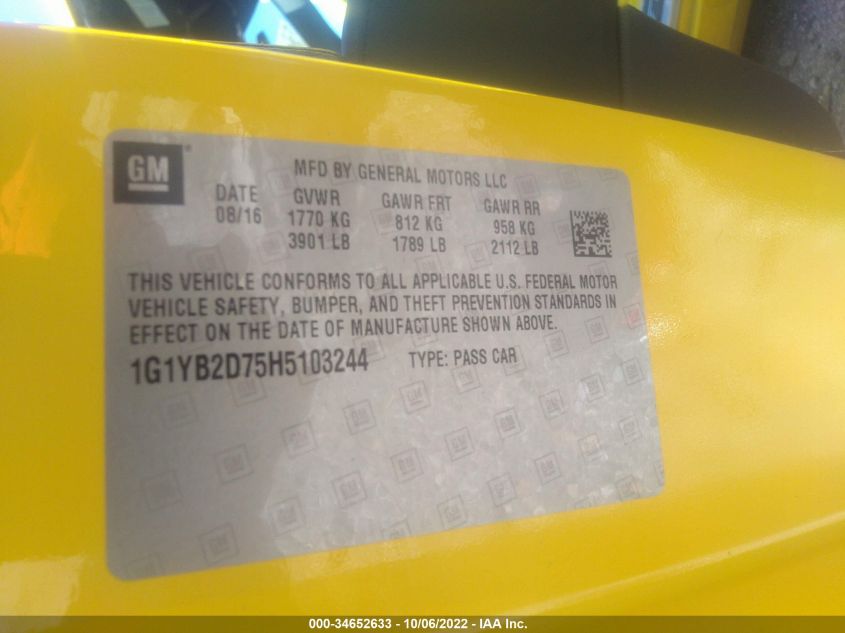 GM®
MFD BY GENERAL MOTORS LLC
DATE GVWR GAWR FRT GAWR RR
08/16 1770 KG 812 KG 958 KG
3901 LB 1789 LB 2112 LB
THIS VEHICLE CONFORMS TO ALL APPLICABLE U.S. FEDERAL MOTOR
VEHICLE SAFETY, BUMPER, AND THEFT PREVENTION STANDARDS IN
EFFECT ON THE DATE OF MANUFACTURE SHOWN ABOVE.
1G1YB2D75H5103244 TYPE: PASS CAR
000-34652633 - 10/06/2022 - IAA Inc.